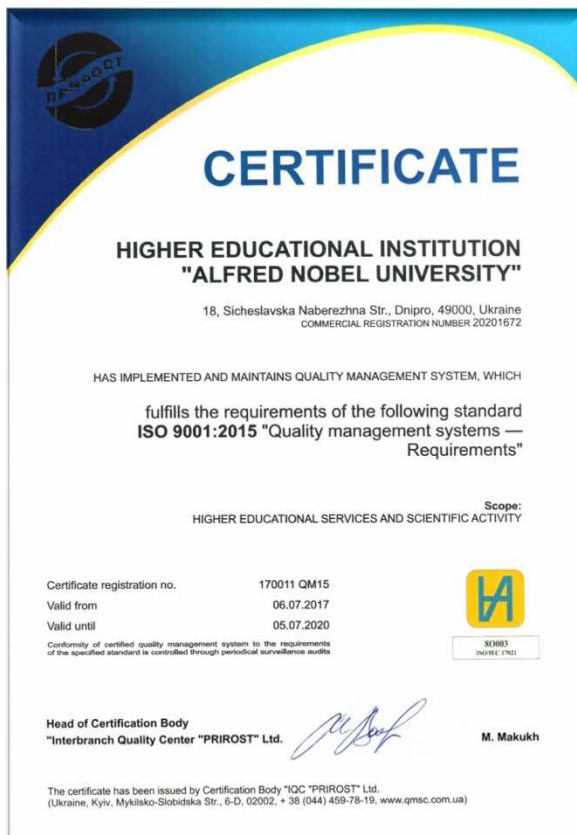 ПРИРОСТ
CERTIFICATE
HIGHER EDUCATIONAL INSTITUTION
"ALFRED NOBEL UNIVERSITY"
18, Sicheslavska Naberezhna Str., Dnipro, 49000, Ukraine
COMMERCIAL REGISTRATION NUMBER 20201672
HAS IMPLEMENTED AND MAINTAINS QUALITY MANAGEMENT SYSTEM, WHICH
fulfills the requirements of the following standard
ISO 9001:2015 "Quality management systems —
Requirements"
Scope:
HIGHER EDUCATIONAL SERVICES AND SCIENTIFIC ACTIVITY
Certificate registration no. 170011 QM15
Valid from 06.07.2017
Valid until 05.07.2020
Conformity of certified quality management system to the requirements
of the specified standard is controlled through periodical surveillance audits
8O003
ISO/IEC 17021
Head of Certification Body
"Interbranch Quality Center "PRIROST" Ltd.
M. Makukh
The certificate has been issued by Certification Body "IQC "PRIROST" Ltd.
(Ukraine, Kyiv, Mykilsko-Slobidska Str., 6-D, 02002, + 38 (044) 459-78-19, www.qmsc.com.ua)